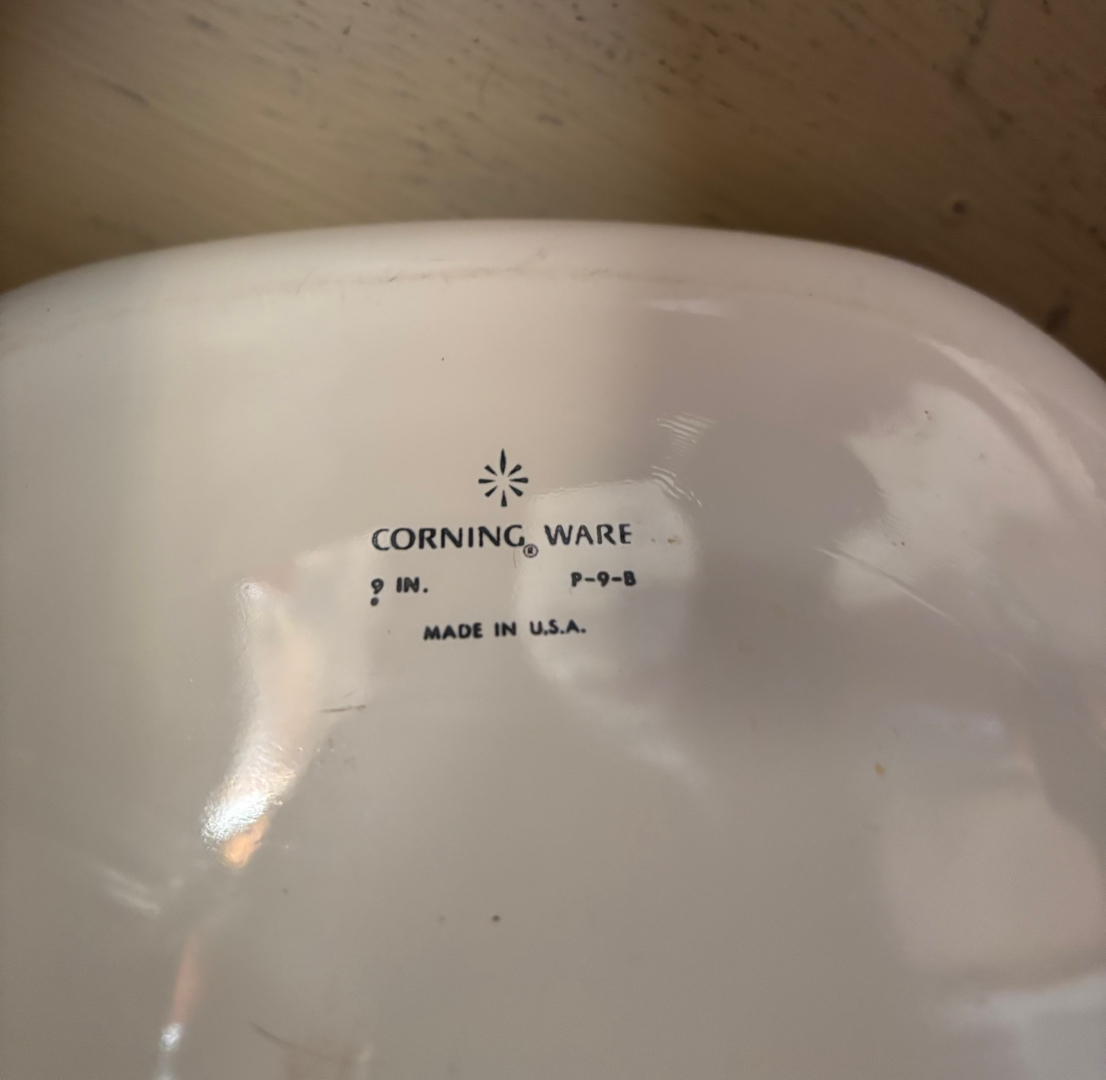 CORNING® WARE
9 IN. P-9-B
MADE IN U.S.A.